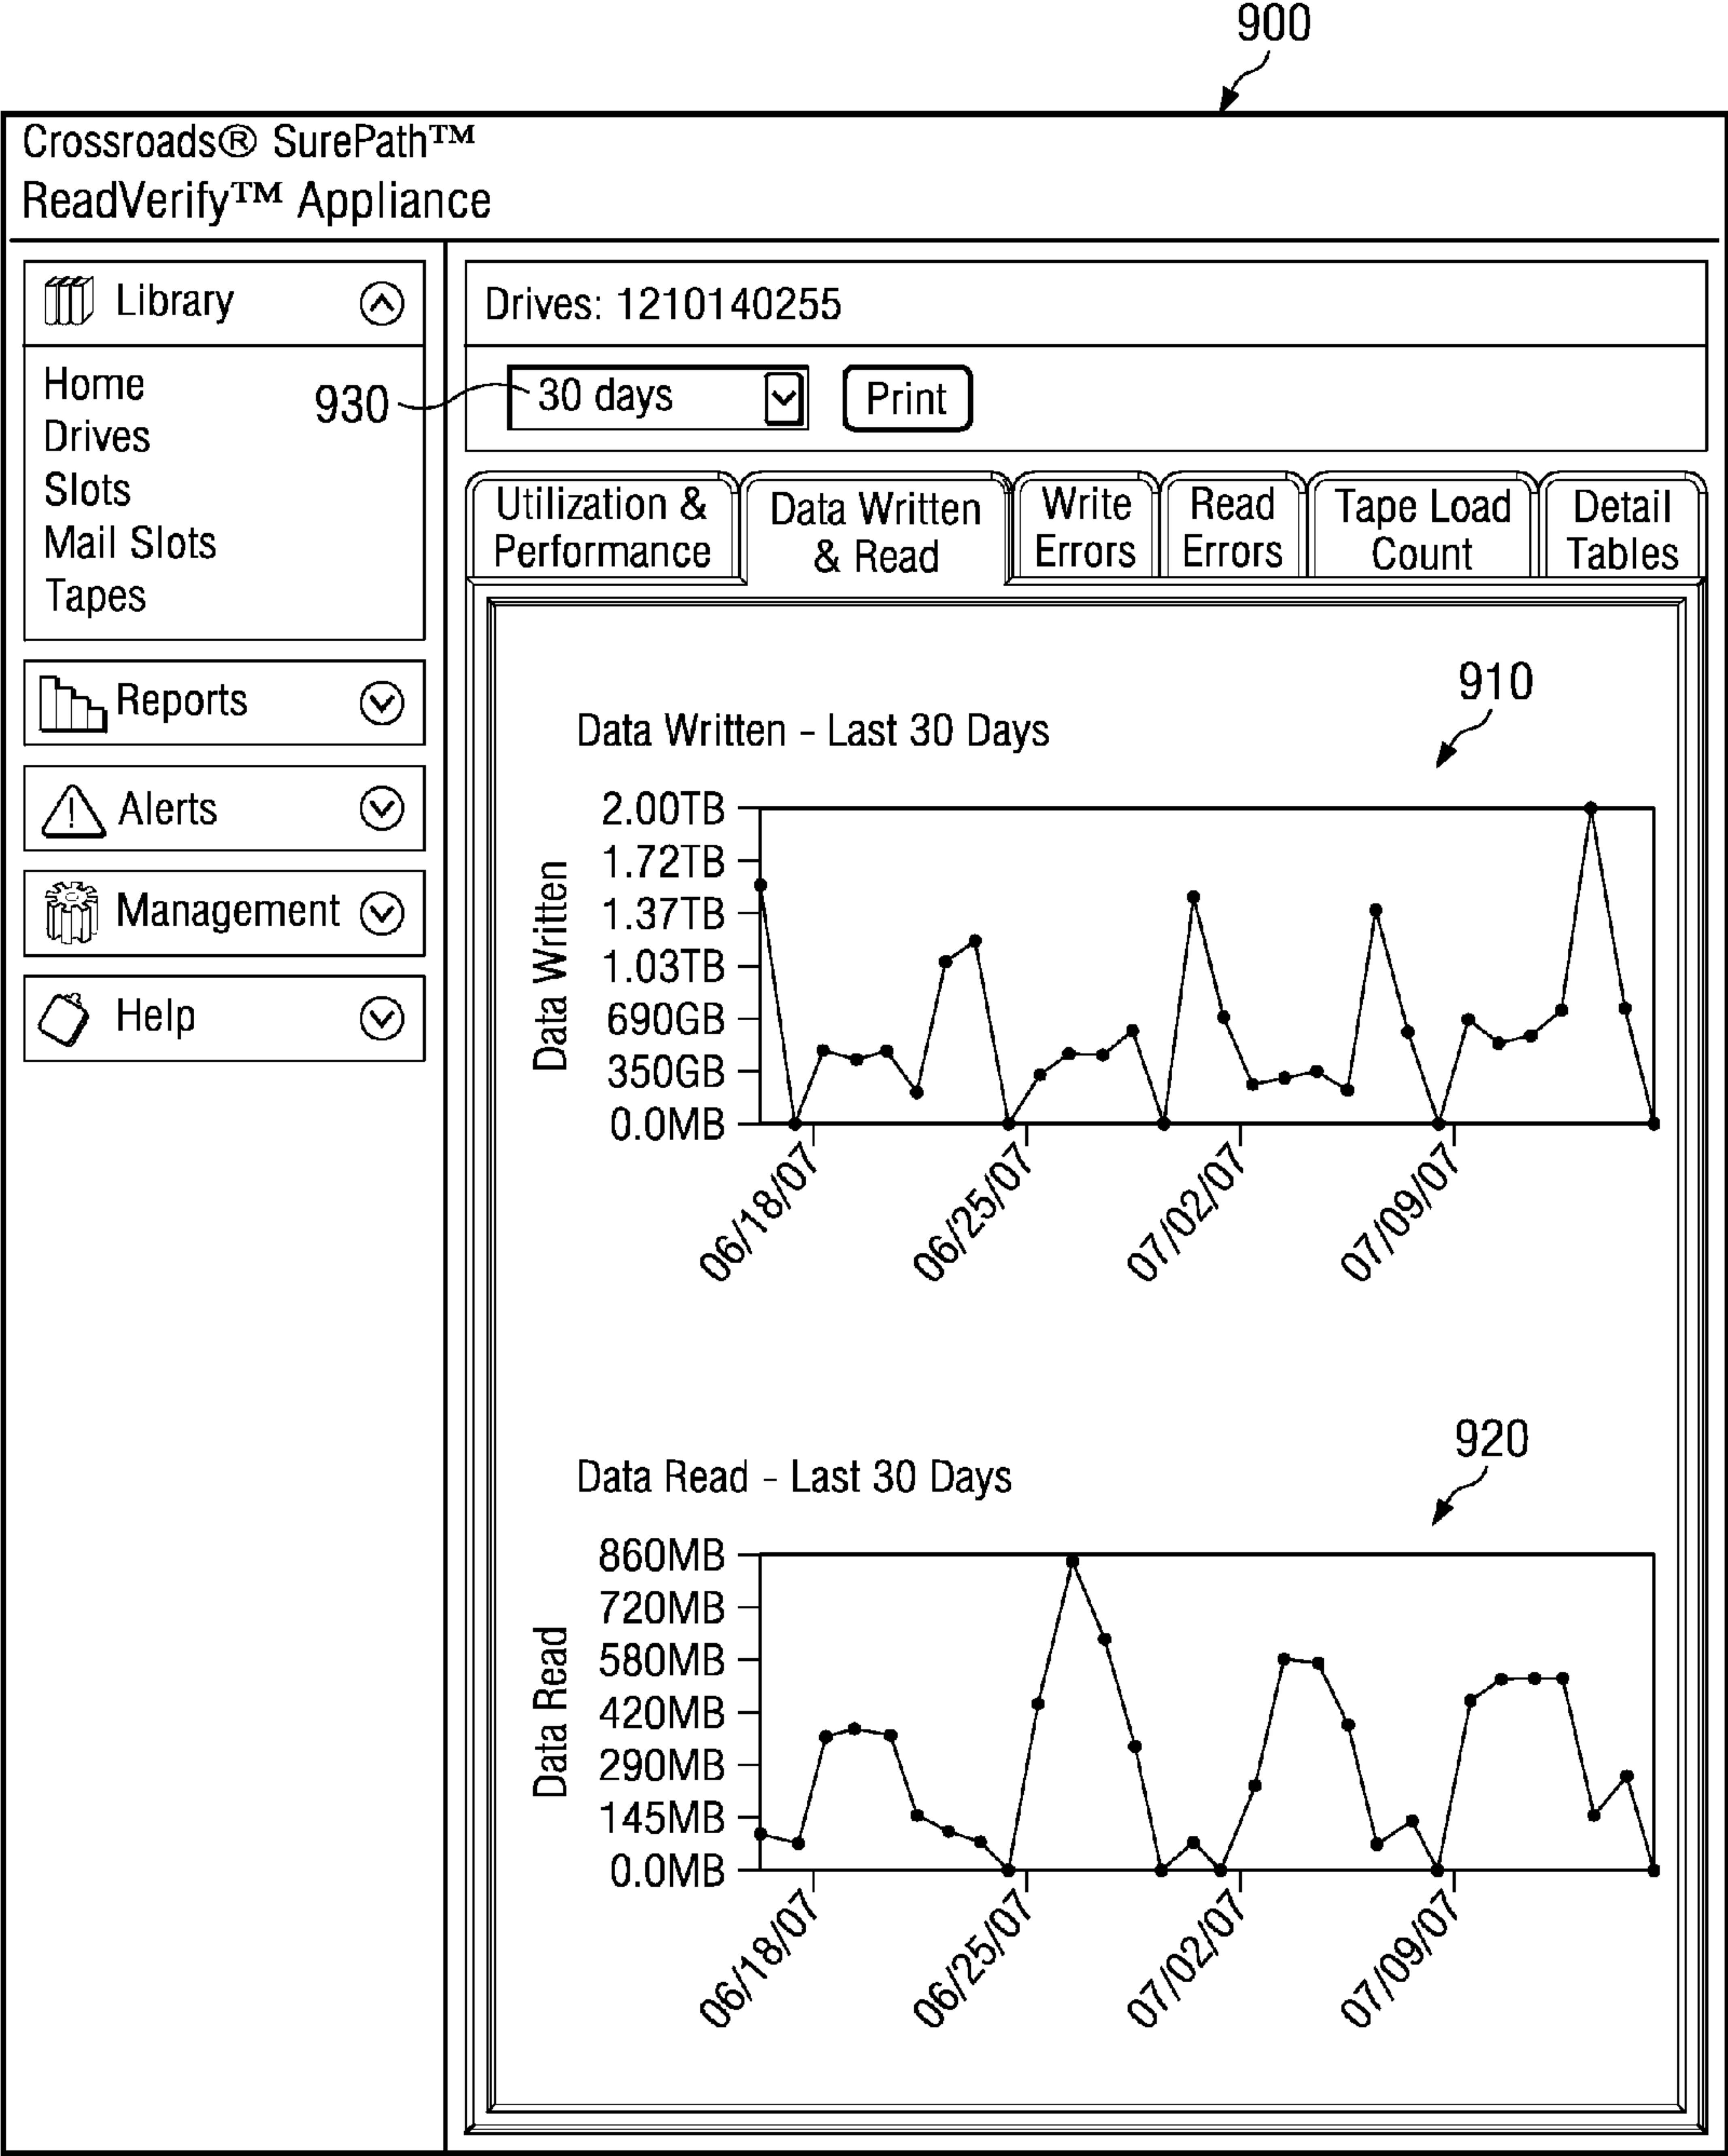 900
Crossroads® SurePath™
ReadVerify™ Appliance
Library
Home
Drives
Slots
Mail Slots
Tapes
Reports
Alerts
Management
Help
Drives: 1210140255
930
30 days
Print
Utilization &
Performance
Data Written
& Read
Write
Errors
Read
Errors
Tape Load
Count
Detail
Tables
910
Data Written - Last 30 Days
Data Written
2.00TB
1.72TB
1.37TB
1.03TB
690GB
350GB
0.0MB
06/18/07
06/25/07
07/02/07
07/09/07
920
Data Read - Last 30 Days
Data Read
860MB
720MB
580MB
420MB
290MB
145MB
0.0MB
06/18/07
06/25/07
07/02/07
07/09/07